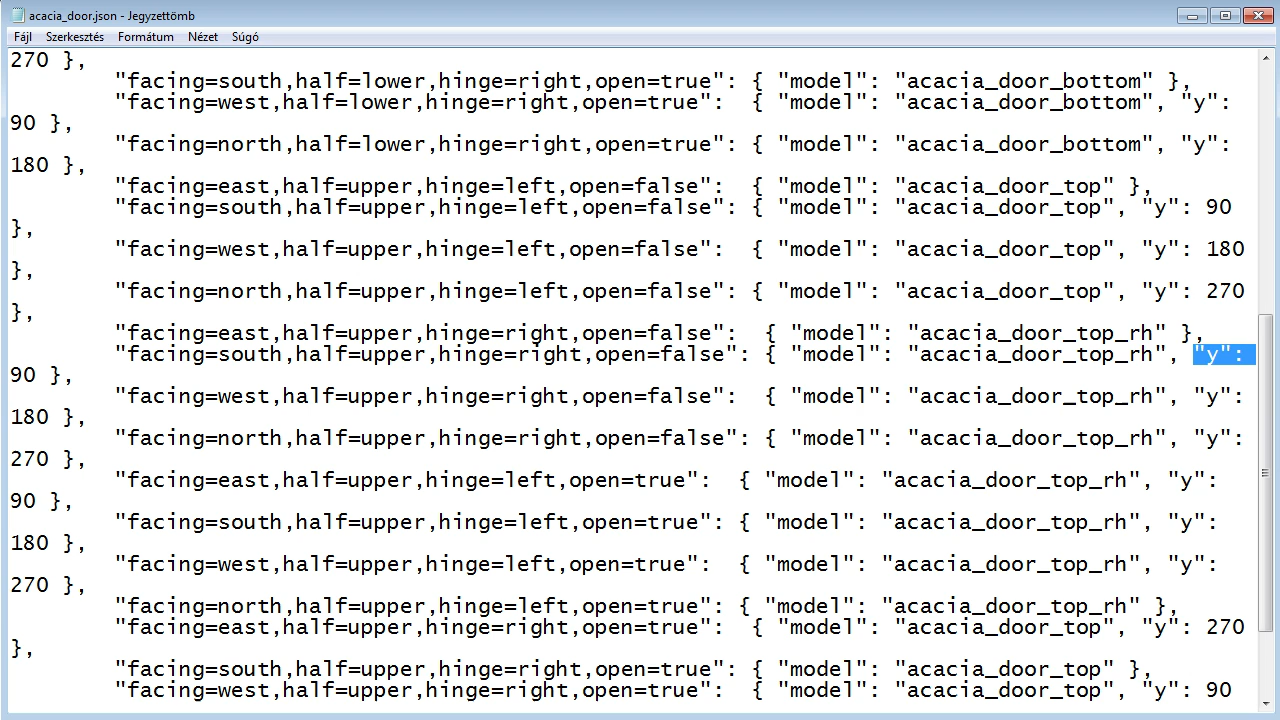 acacia_door.json - Jegyzettömb
Fájl Szerkesztés Formátum Nézet Súgó
270 },
"facing=south,half=lower,hinge=right,open=true": { "model": "acacia_door_bottom" },
"facing=west,half=lower,hinge=right,open=true":  { "model": "acacia_door_bottom", "y":
90 },
"facing=north,half=lower,hinge=right,open=true": { "model": "acacia_door_bottom", "y":
180 },
"facing=east,half=upper,hinge=left,open=false":  { "model": "acacia_door_top" },
"facing=south,half=upper,hinge=left,open=false": { "model": "acacia_door_top", "y": 90
},
"facing=west,half=upper,hinge=left,open=false":  { "model": "acacia_door_top", "y": 180
},
"facing=north,half=upper,hinge=left,open=false": { "model": "acacia_door_top", "y": 270
},
"facing=east,half=upper,hinge=right,open=false":  { "model": "acacia_door_top_rh" },
"facing=south,half=upper,hinge=right,open=false": { "model": "acacia_door_top_rh", "y":
90 },
"facing=west,half=upper,hinge=right,open=false":  { "model": "acacia_door_top_rh", "y":
180 },
"facing=north,half=upper,hinge=right,open=false": { "model": "acacia_door_top_rh", "y":
270 },
"facing=east,half=upper,hinge=left,open=true":  { "model": "acacia_door_top_rh", "y":
90 },
"facing=south,half=upper,hinge=left,open=true": { "model": "acacia_door_top_rh", "y":
180 },
"facing=west,half=upper,hinge=left,open=true":  { "model": "acacia_door_top_rh", "y":
270 },
"facing=north,half=upper,hinge=left,open=true": { "model": "acacia_door_top_rh" },
"facing=east,half=upper,hinge=right,open=true":  { "model": "acacia_door_top", "y": 270
},
"facing=south,half=upper,hinge=right,open=true": { "model": "acacia_door_top" },
"facing=west,half=upper,hinge=right,open=true":  { "model": "acacia_door_top", "y": 90